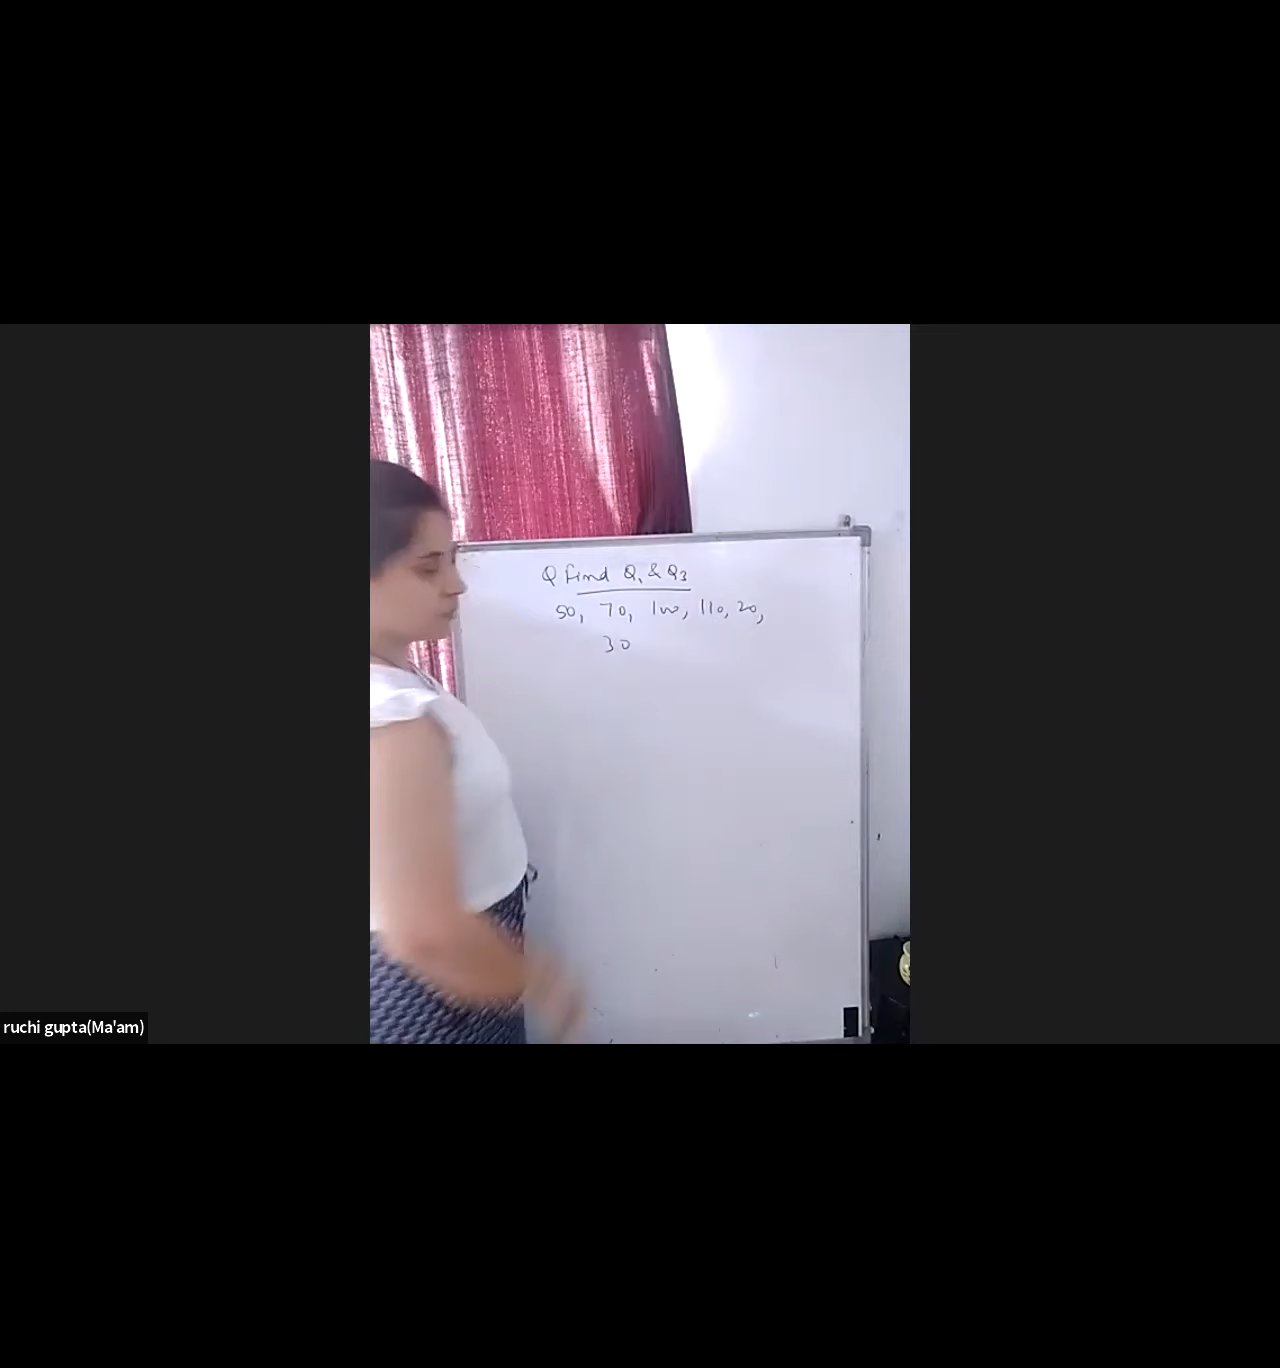 Q Find Q1 & Q3
50, 70, 100, 110, 20,
30
ruchi gupta(Ma'am)